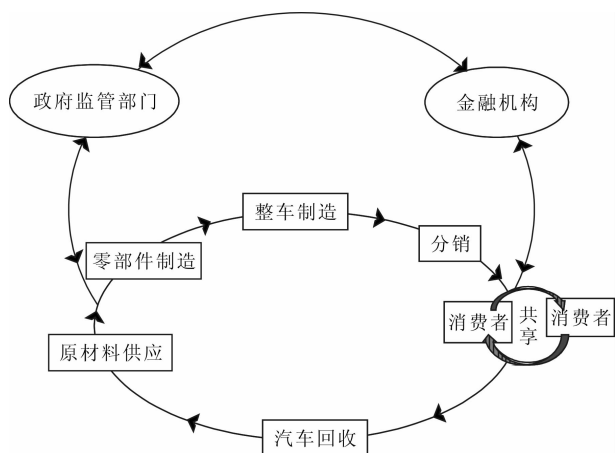 政府监管部门
金融机构
整车制造
分销
零部件制造
消费者
共享
消费者
原材料供应
汽车回收